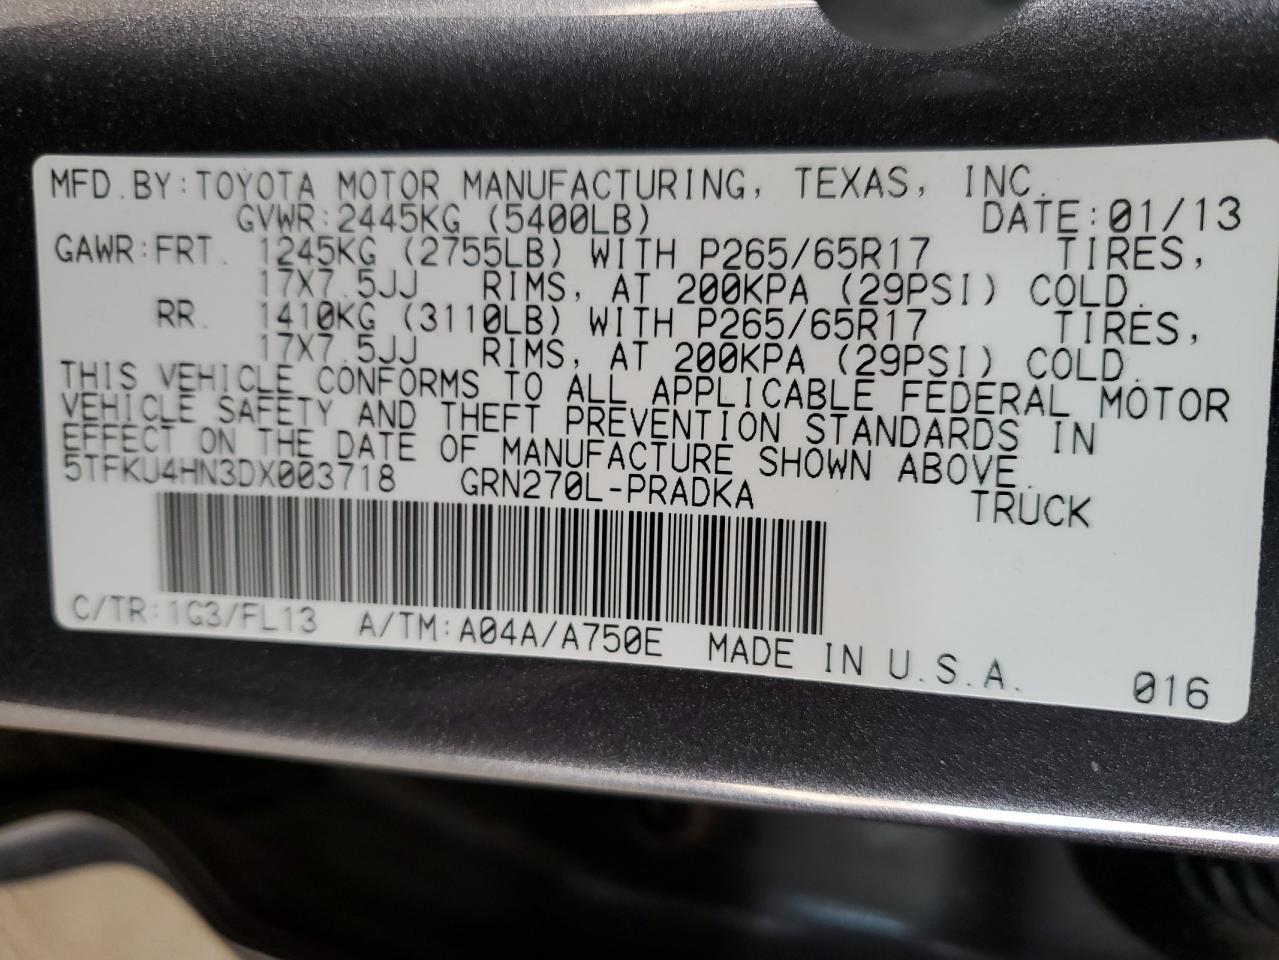 MFD.BY:TOYOTA MOTOR MANUFACTURING, TEXAS, INC.
GVWR:2445KG (5400LB) DATE:01/13
GAWR:FRT. 1245KG (2755LB) WITH P265/65R17 TIRES,
17X7.5JJ RIMS, AT 200KPA (29PSI) COLD.
RR. 1410KG (3110LB) WITH P265/65R17 TIRES,
17X7.5JJ RIMS, AT 200KPA (29PSI) COLD.
THIS VEHICLE CONFORMS TO ALL APPLICABLE FEDERAL MOTOR
VEHICLE SAFETY AND THEFT PREVENTION STANDARDS IN
EFFECT ON THE DATE OF MANUFACTURE SHOWN ABOVE.
5TFKU4HN3DX003718 GRN270L-PRADKA TRUCK
C/TR:1G3/FL13 A/TM:A04A/A750E MADE IN U.S.A. 016